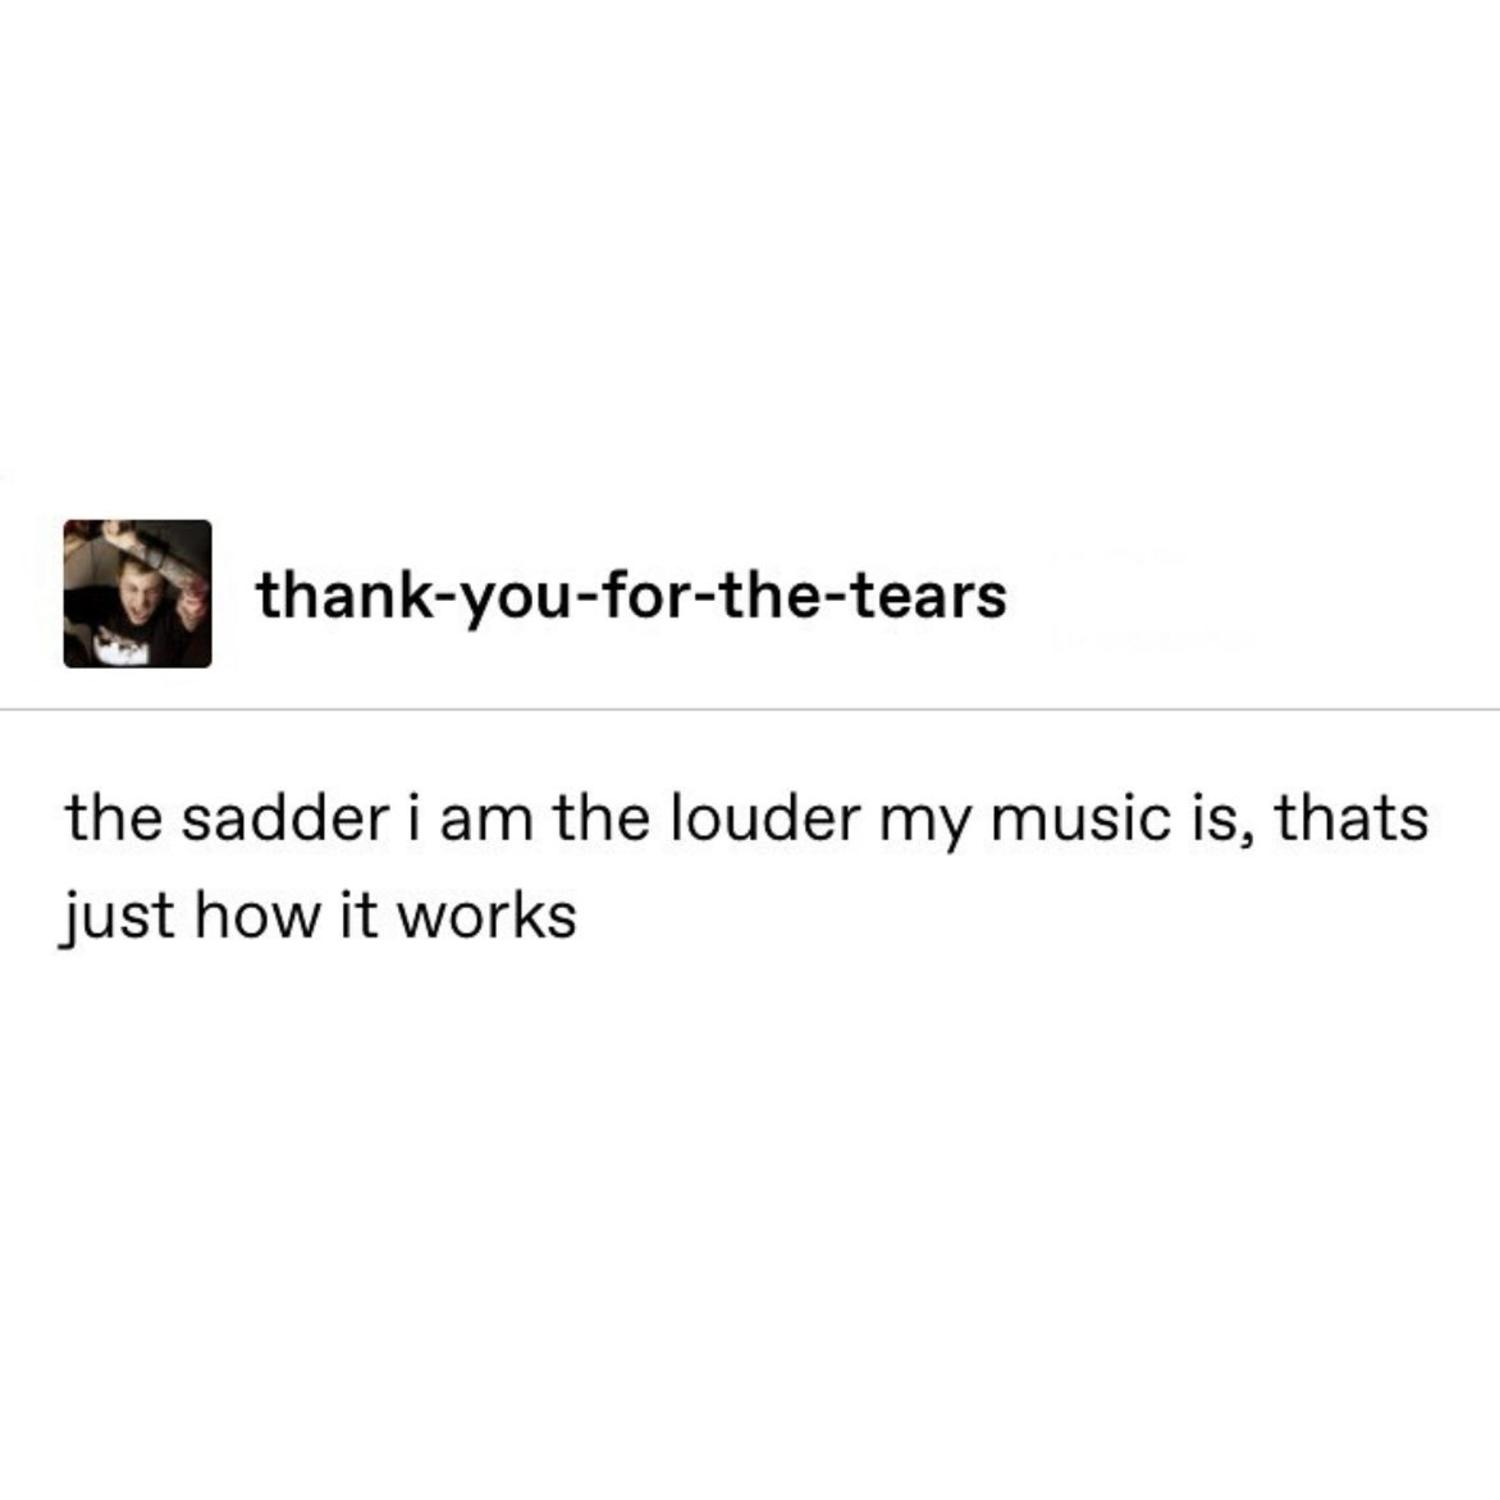 thank-you-for-the-tears
the sadder i am the louder my music is, thats
just how it works